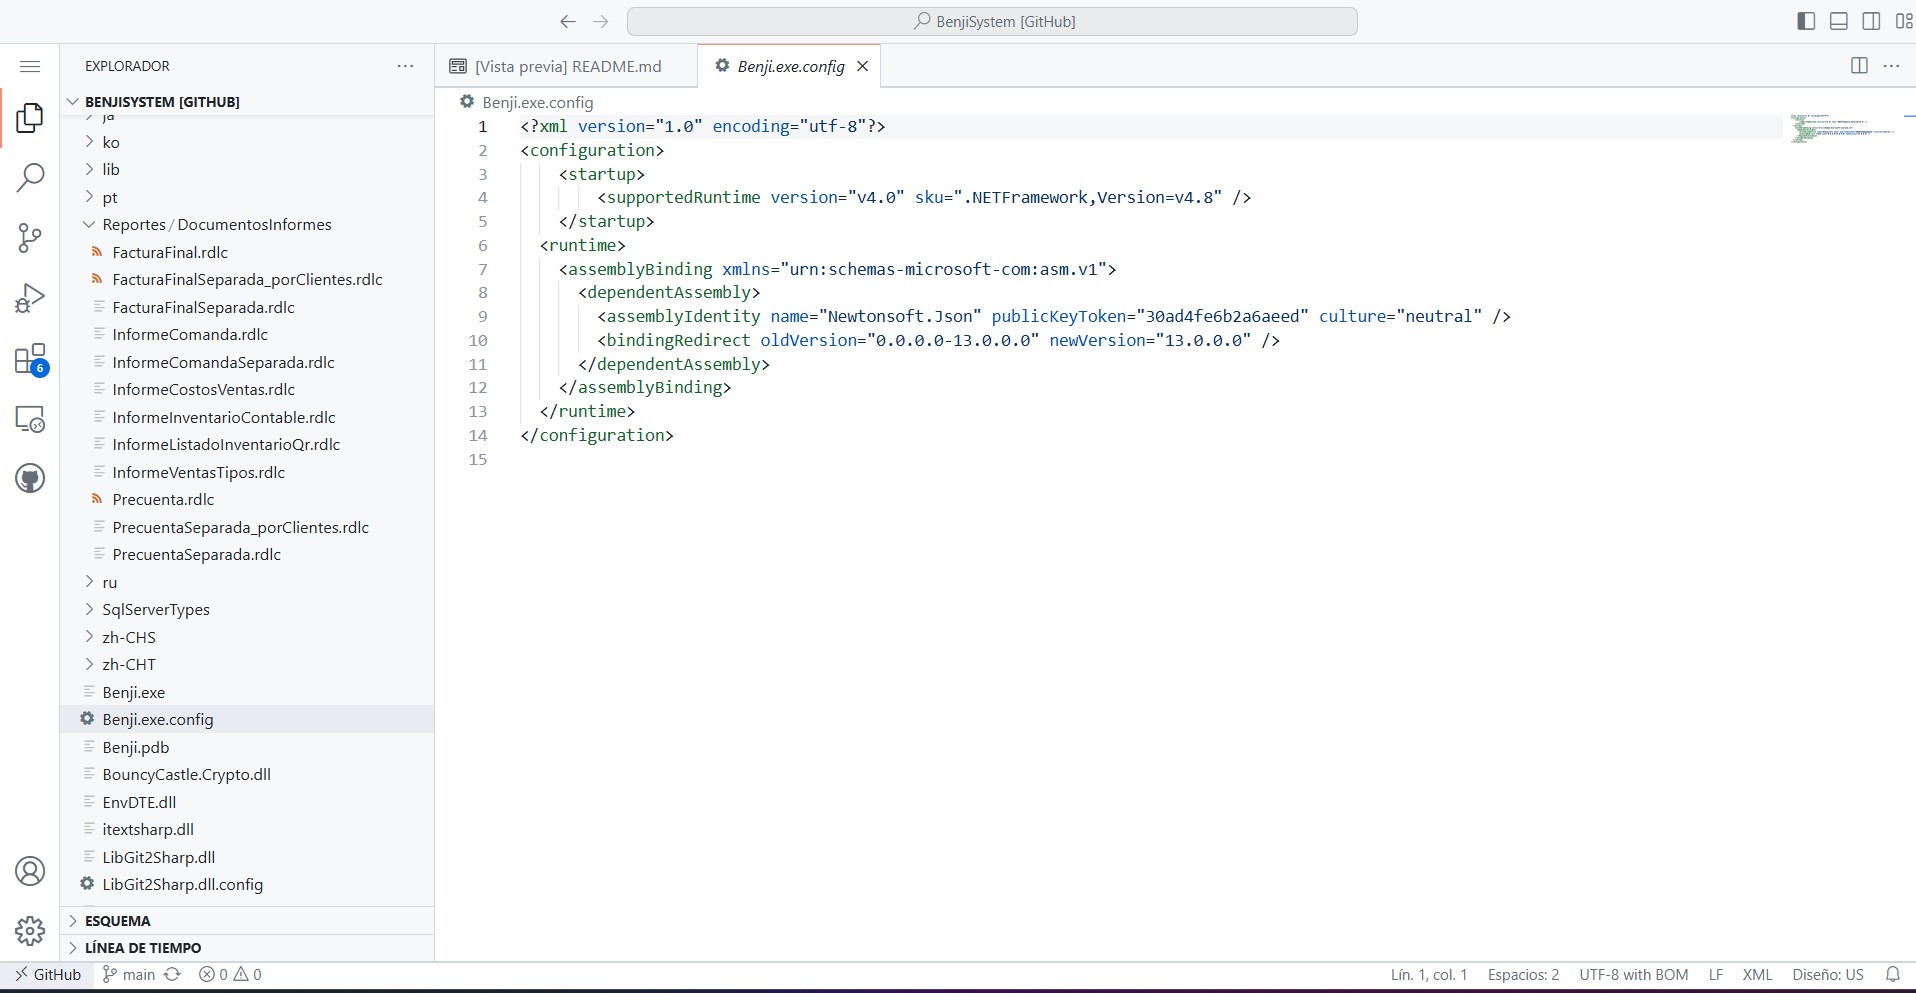 BenjiSystem [GitHub]
EXPLORADOR
BENJISYSTEM [GITHUB]
ja
ko
lib
pt
Reportes / DocumentosInformes
FacturaFinal.rdlc
FacturaFinalSeparada_porClientes.rdlc
FacturaFinalSeparada.rdlc
InformeComanda.rdlc
InformeComandaSeparada.rdlc
InformeCostosVentas.rdlc
InformeInventarioContable.rdlc
InformeListadoInventarioQr.rdlc
InformeVentasTipos.rdlc
Precuenta.rdlc
PrecuentaSeparada_porClientes.rdlc
PrecuentaSeparada.rdlc
ru
SqlServerTypes
zh-CHS
zh-CHT
Benji.exe
Benji.exe.config
Benji.pdb
BouncyCastle.Crypto.dll
EnvDTE.dll
itextsharp.dll
LibGit2Sharp.dll
LibGit2Sharp.dll.config
ESQUEMA
LÍNEA DE TIEMPO
6
[Vista previa] README.md
Benji.exe.config
Benji.exe.config
1 <?xml version="1.0" encoding="utf-8"?>
2 <configuration>
3 <startup>
4 <supportedRuntime version="v4.0" sku=".NETFramework,Version=v4.8" />
5 </startup>
6 <runtime>
7 <assemblyBinding xmlns="urn:schemas-microsoft-com:asm.v1">
8 <dependentAssembly>
9 <assemblyIdentity name="Newtonsoft.Json" publicKeyToken="30ad4fe6b2a6aeed" culture="neutral" />
10 <bindingRedirect oldVersion="0.0.0.0-13.0.0.0" newVersion="13.0.0.0" />
11 </dependentAssembly>
12 </assemblyBinding>
13 </runtime>
14 </configuration>
15
GitHub main 0 0 Lín. 1, col. 1 Espacios: 2 UTF-8 with BOM LF XML Diseño: US